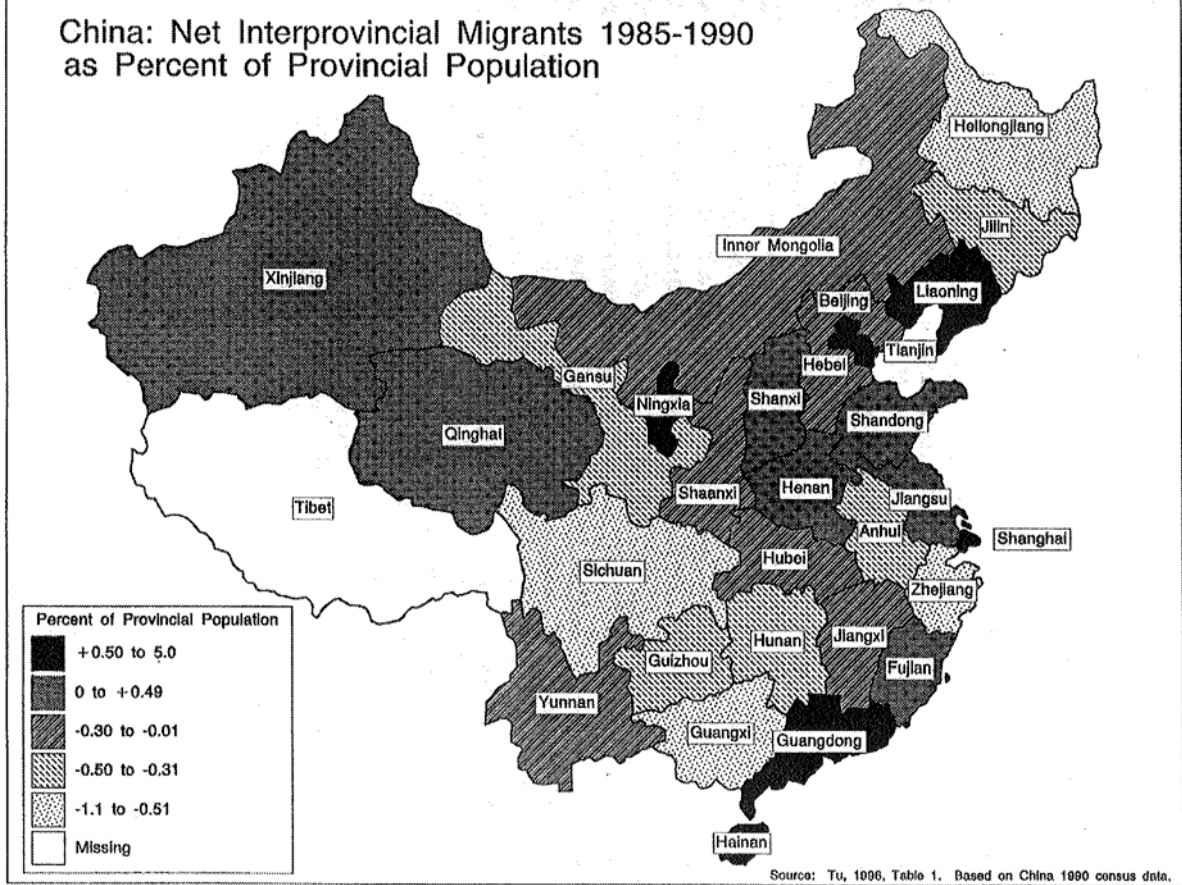 China: Net Interprovincial Migrants 1985-1990
as Percent of Provincial Population
Heilongjiang
Jilin
Inner Mongolia
Xinjiang
Liaoning
Beijing
Tianjin
Hebei
Gansu
Ningxia
Shanxi
Shandong
Qinghai
Shaanxi
Henan
Jiangsu
Tibet
Anhui
Shanghai
Hubei
Sichuan
Zhejiang
Hunan
Jiangxi
Guizhou
Fujian
Yunnan
Guangxi
Guangdong
Hainan
Percent of Provincial Population
+0.50 to 5.0
0 to +0.49
-0.30 to -0.01
-0.50 to -0.31
-1.1 to -0.51
Missing
Source: Tu, 1996, Table 1. Based on China 1990 census data.